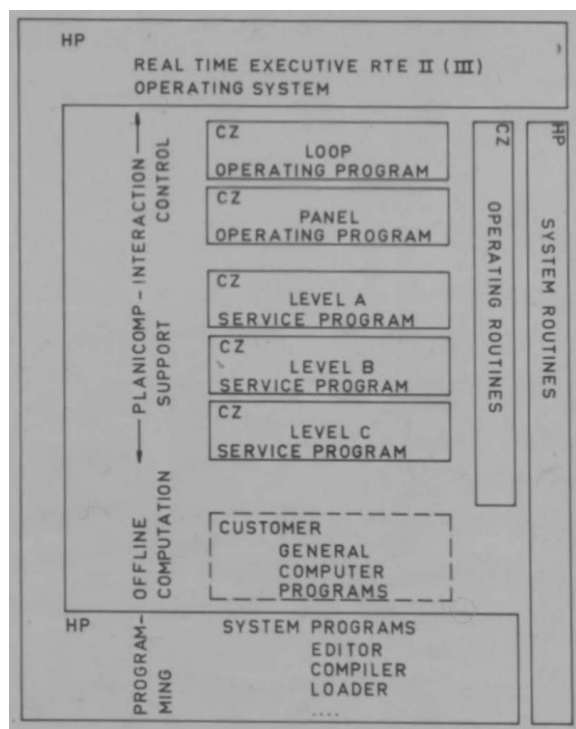 HP
REAL TIME EXECUTIVE RTE II (III)
OPERATING SYSTEM
PLANICOMP-INTERACTION
CONTROL
SUPPORT
CZ
LOOP
OPERATING PROGRAM
CZ
PANEL
OPERATING PROGRAM
CZ
LEVEL A
SERVICE PROGRAM
CZ
LEVEL B
SERVICE PROGRAM
CZ
LEVEL C
SERVICE PROGRAM
CZ
OPERATING ROUTINES
HP
SYSTEM ROUTINES
OFFLINE
COMPUTATION
CUSTOMER
GENERAL
COMPUTER
PROGRAMS
HP
PROGRAM-
MING
SYSTEM PROGRAMS
EDITOR
COMPILER
LOADER
....